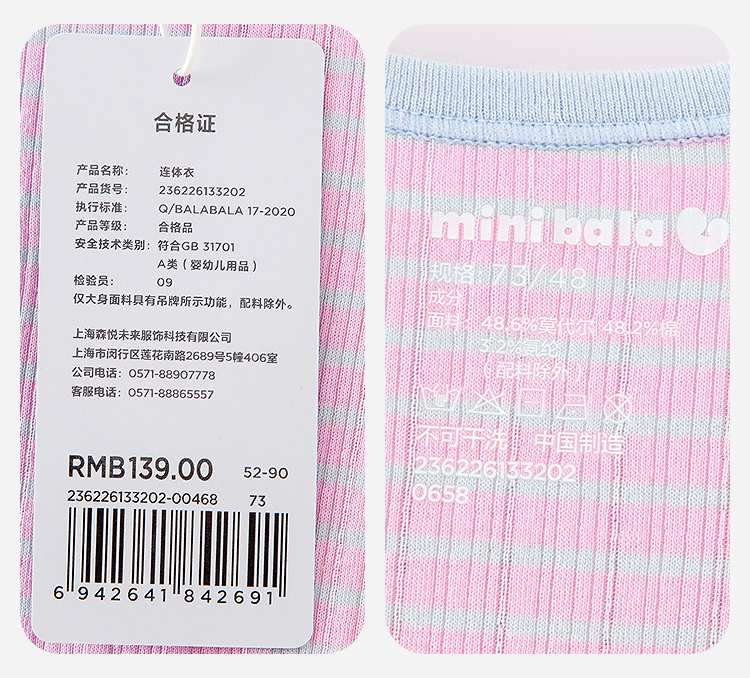 合格证
产品名称： 连体衣
产品货号： 236226133202
执行标准： Q/BALABALA 17-2020
产品等级： 合格品
安全技术类别：符合GB 31701
A类（婴幼儿用品）
检验员： 09
仅大身面料具有吊牌所示功能，配料除外。
上海森悦未来服饰科技有限公司
上海市闵行区莲花南路2689号5幢406室
公司电话：0571-88907778
客服电话：0571-88865557
RMB139.00 52-90
236226133202-00468 73
6 942641 842691
mini bala
规格：73/48
成分
面料：48.6%莫代尔 48.2%棉
3.2%氨纶
（配料除外）
不可干洗 中国制造
236226133202
0658